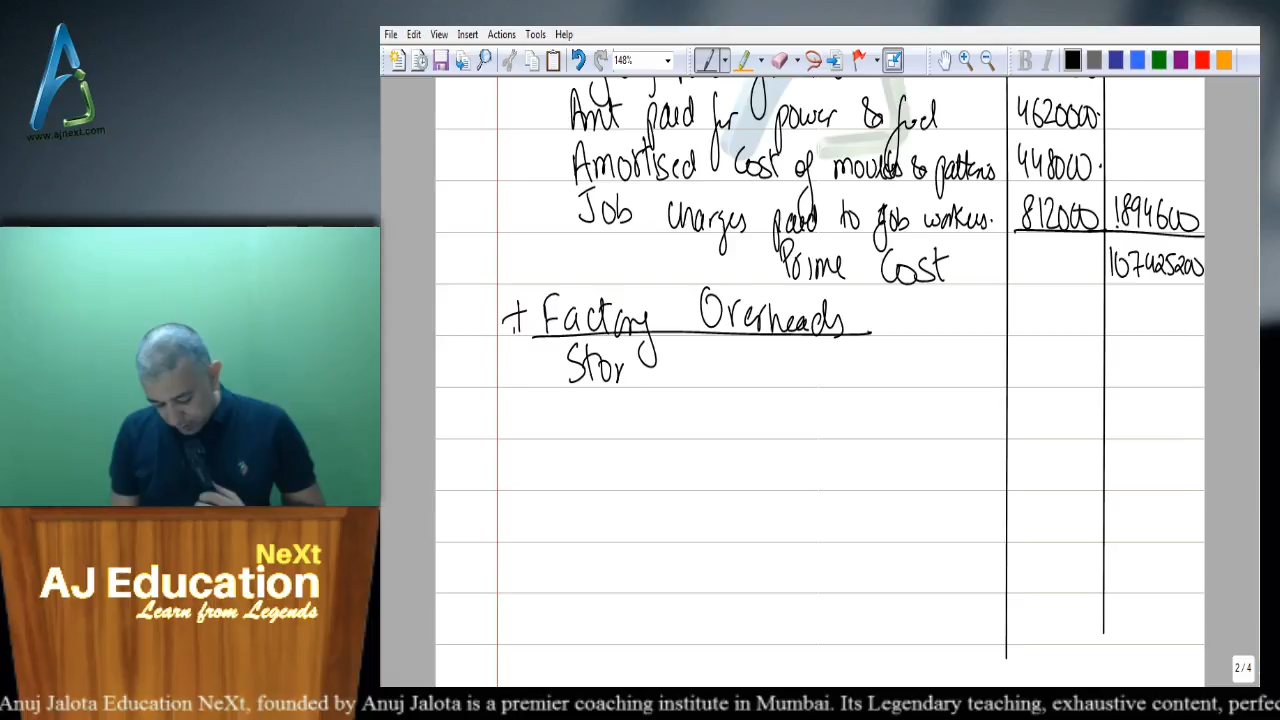 www.ajnext.com
File Edit View Insert Actions Tools Help
148%
B I
Amt paid for power & fuel 4620000
Amortised Cost of moulds & patterns 448000
Job charges paid to job workers. 812000 1894600
Prime Cost 107425200
+ Factory Overheads
Stor
2/4
NeXt
AJ Education
Learn from Legends
Anuj Jalota Education NeXt, founded by Anuj Jalota is a premier coaching institute in Mumbai. Its Legendary teaching, exhaustive content, perfe